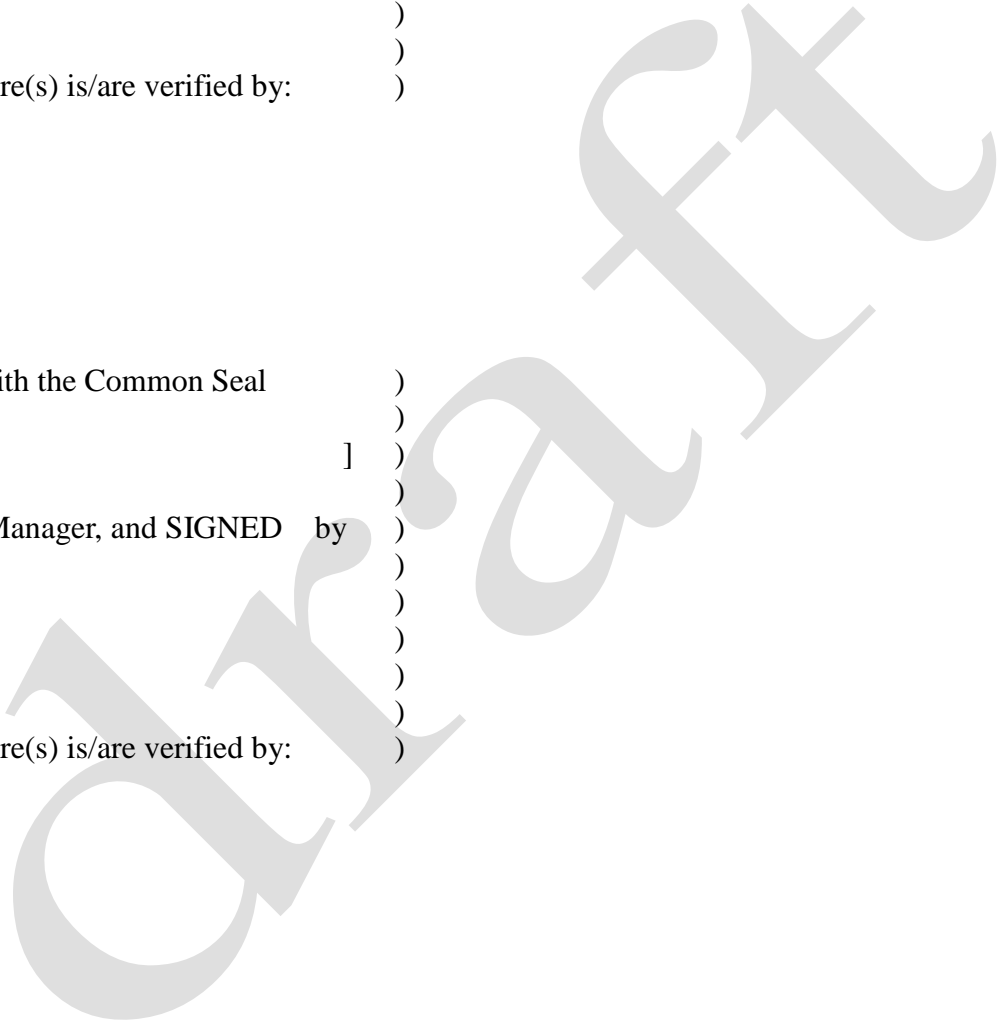 )
)
re(s) is/are verified by: )
ith the Common Seal )
)
] )
)
Manager, and SIGNED by )
)
)
)
)
)
re(s) is/are verified by: )
draft